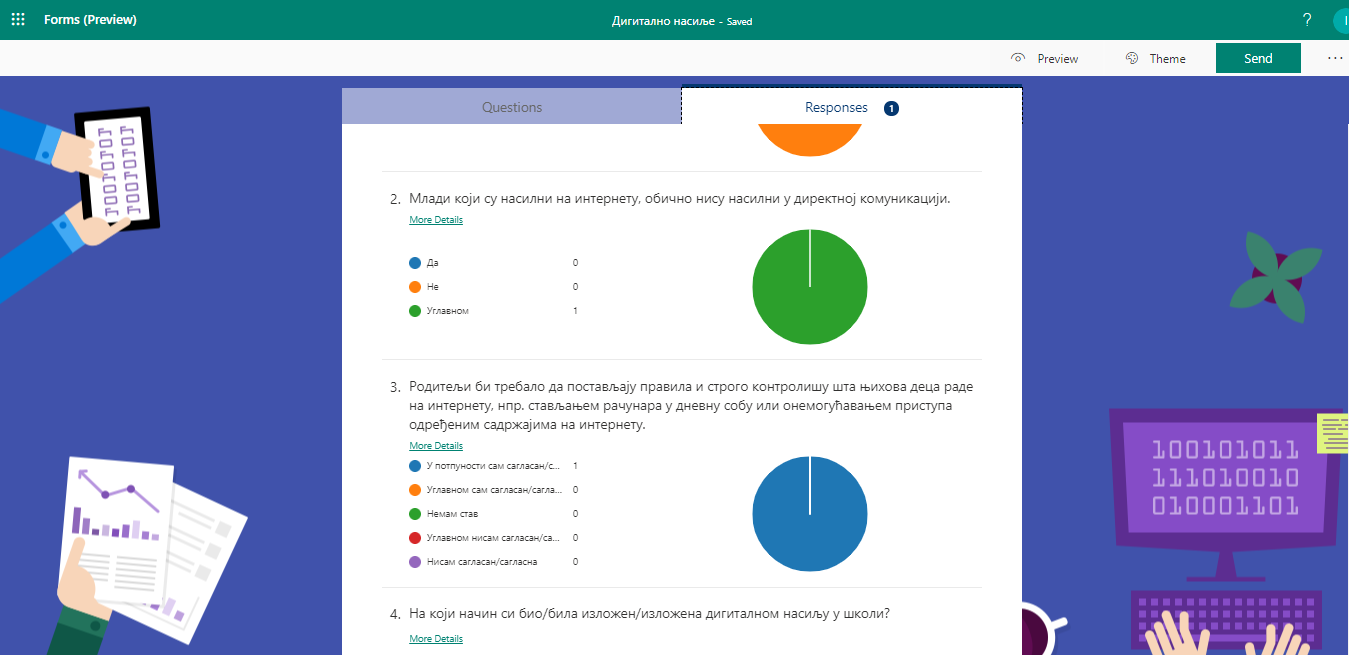 Forms (Preview)
Дигитално насиље - Saved
?
Preview
Theme
Send
...
Questions
Responses 1
2. Млади који су насилни на интернету, обично нису насилни у директној комуникацији.
More Details
Да 0
Не 0
Углавном 1
3. Родитељи би требало да постављају правила и строго контролишу шта њихова деца раде
на интернету, нпр. стављањем рачунара у дневну собу или онемогућавањем приступа
одређеним садржајима на интернету.
More Details
У потпуности сам сагласан/с... 1
Углавном сам сагласан/сагла... 0
Немам став 0
Углавном нисам сагласан/са... 0
Нисам сагласан/сагласна 0
4. На који начин си био/била изложен/изложена дигиталном насиљу у школи?
More Details
100101011
111010010
010001101